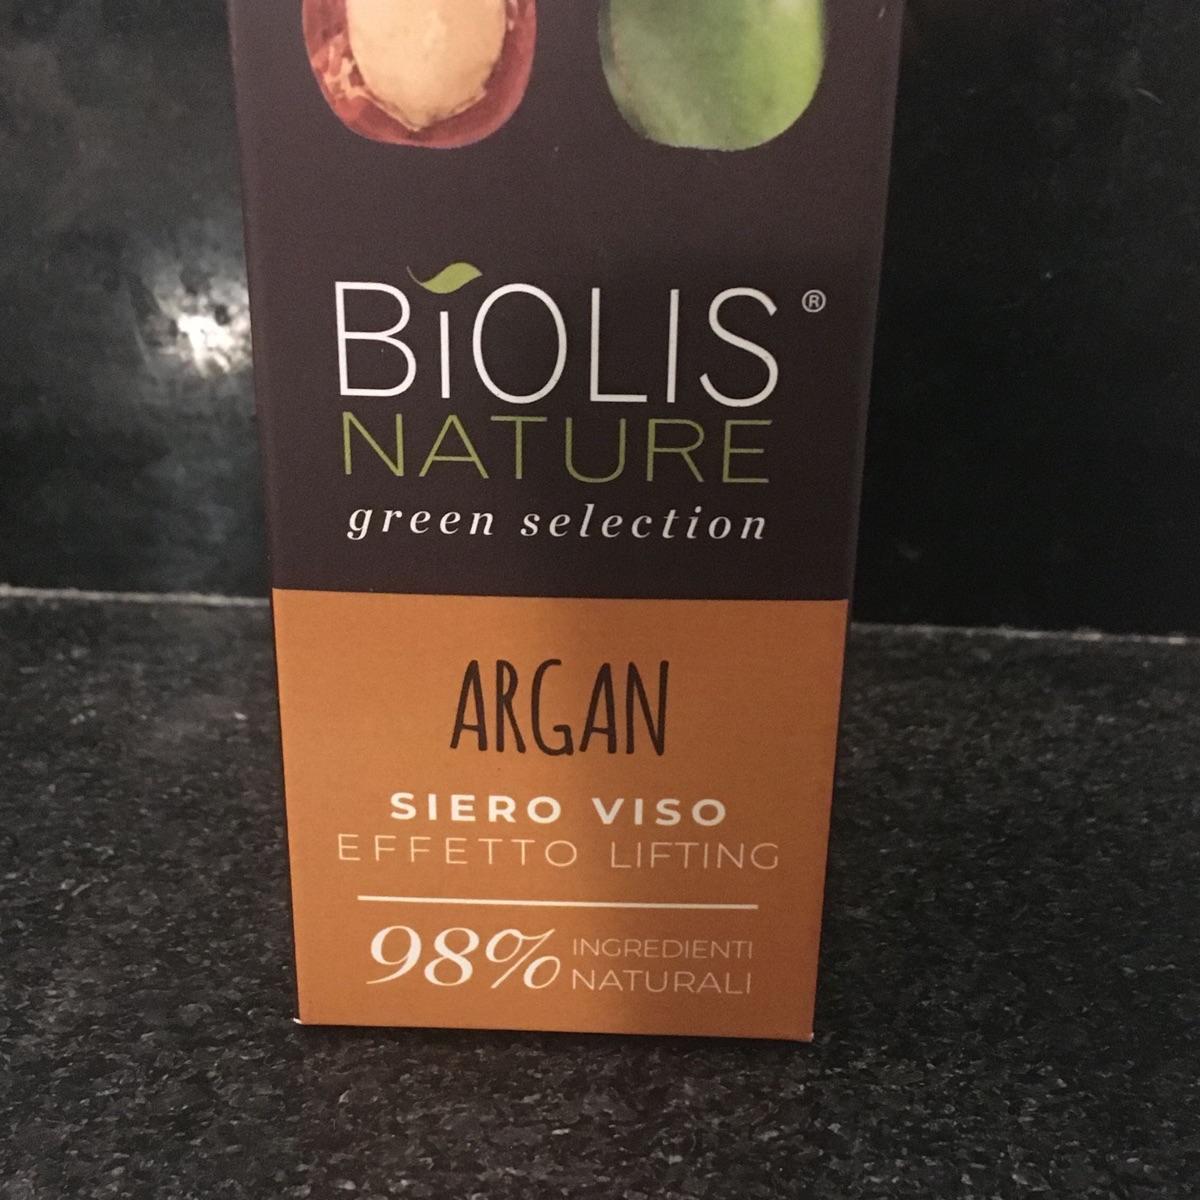 BiOLIS®
NATURE
green selection
ARGAN
SIERO VISO
EFFETTO LIFTING
98% INGREDIENTI
NATURALI